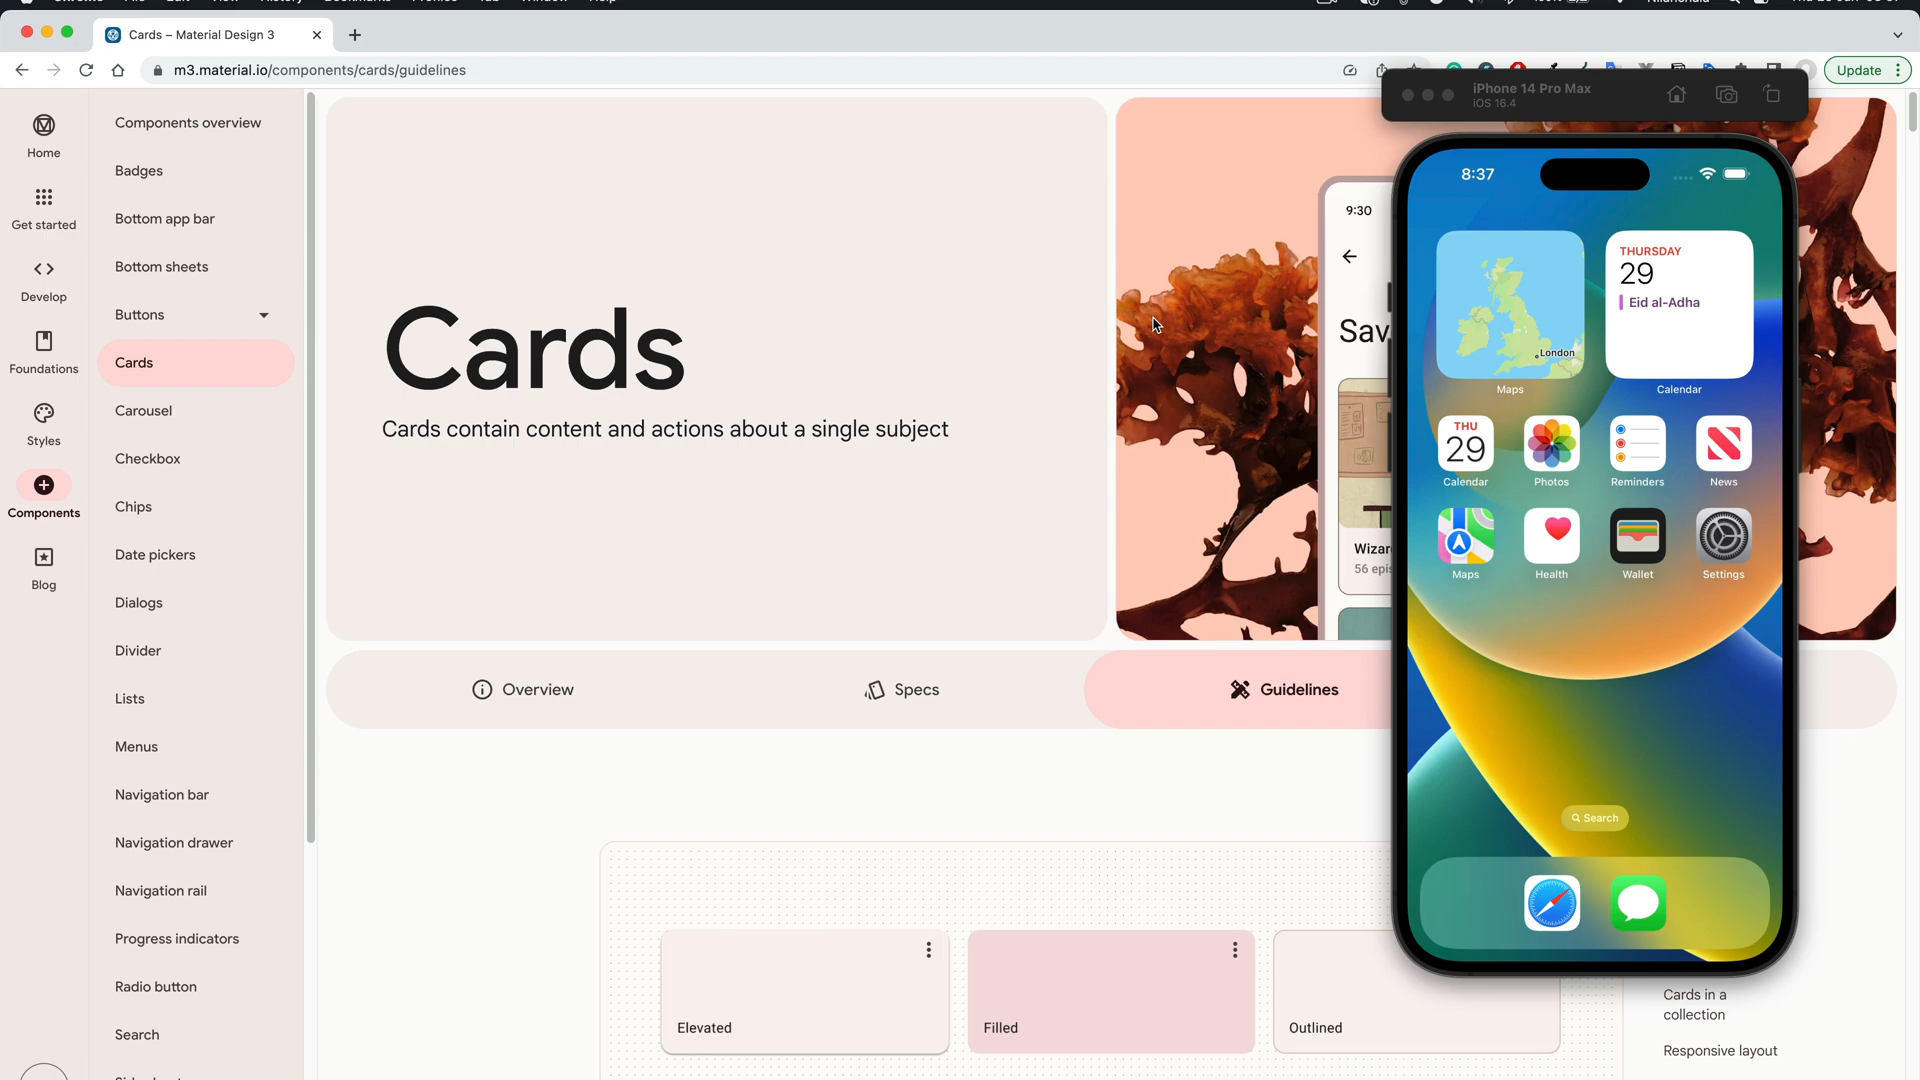 Cards – Material Design 3
m3.material.io/components/cards/guidelines
Update
Home
Get started
Develop
Foundations
Styles
Components
Blog
Components overview
Badges
Bottom app bar
Bottom sheets
Buttons
Cards
Carousel
Checkbox
Chips
Date pickers
Dialogs
Divider
Lists
Menus
Navigation bar
Navigation drawer
Navigation rail
Progress indicators
Radio button
Search
Cards
Cards contain content and actions about a single subject
9:30
Overview
Specs
Guidelines
Elevated
Filled
Outlined
Cards in a
collection
Responsive layout
iPhone 14 Pro Max
iOS 16.4
8:37
London
Maps
THURSDAY
29
Eid al-Adha
Calendar
THU
29
Calendar
Photos
Reminders
News
Maps
Health
Wallet
Settings
Search